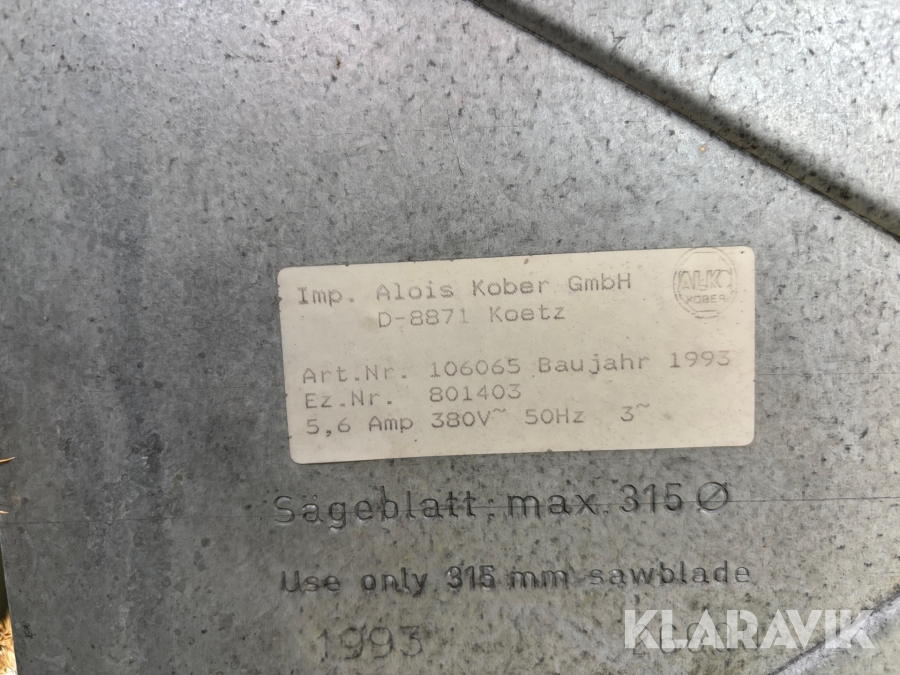 Imp. Alois Kober GmbH
D-8871 Koetz
AL-KO
KOBER
Art.Nr. 106065 Baujahr 1993
Ez.Nr. 801403
5,6 Amp 380V~ 50Hz 3~
Sägeblatt: max. 315 Ø
Use only 315 mm sawblade
1993
KLARAVIK